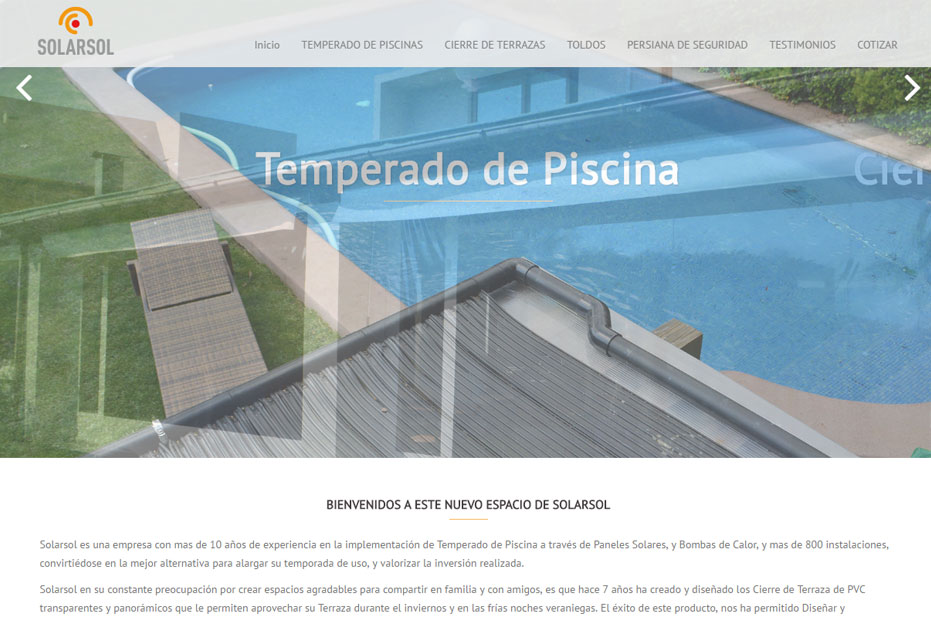 SOLARSOL
Inicio TEMPERADO DE PISCINAS CIERRE DE TERRAZAS TOLDOS PERSIANA DE SEGURIDAD TESTIMONIOS COTIZAR
Temperado de Piscina
Cier
BIENVENIDOS A ESTE NUEVO ESPACIO DE SOLARSOL
Solarsol es una empresa con mas de 10 años de experiencia en la implementación de Temperado de Piscina a través de Paneles Solares, y Bombas de Calor, y mas de 800 instalaciones,
convirtiéndose en la mejor alternativa para alargar su temporada de uso, y valorizar la inversión realizada.
Solarsol en su constante preocupación por crear espacios agradables para compartir en familia y con amigos, es que hace 7 años ha creado y diseñado los Cierre de Terraza de PVC
transparentes y panorámicos que le permiten aprovechar su Terraza durante el inviernos y en las frías noches veraniegas. El éxito de este producto, nos ha permitido Diseñar y